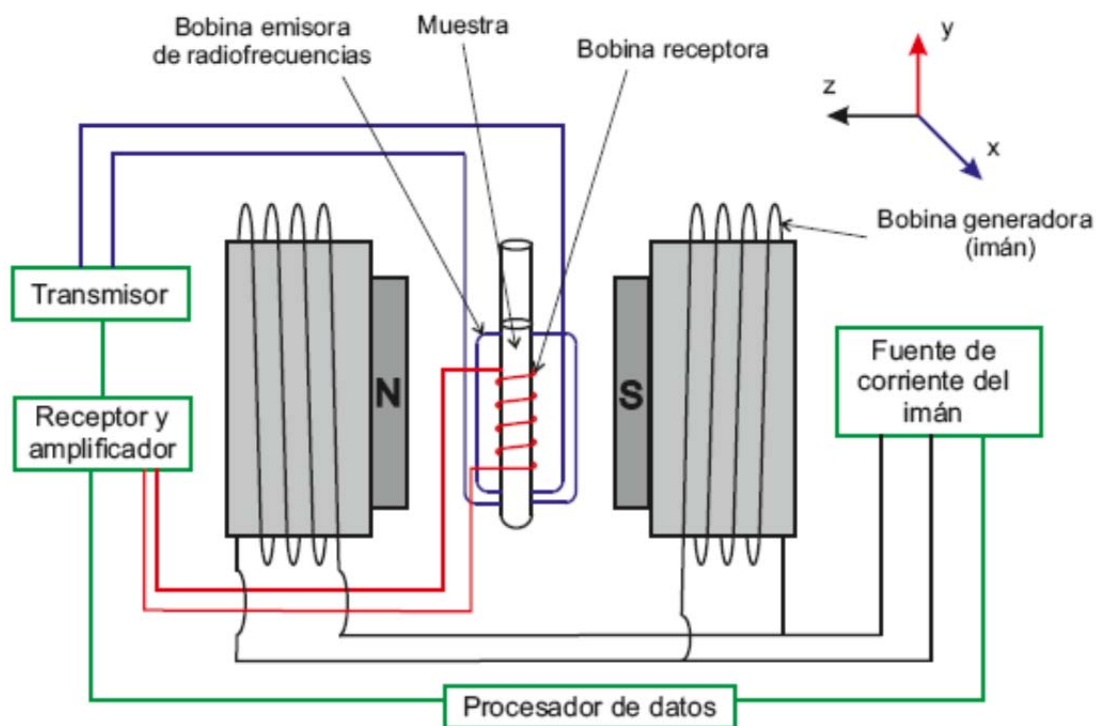 Bobina emisora
de radiofrecuencias
Muestra
Bobina receptora
y
z
x
Bobina generadora
(imán)
Transmisor
Receptor y
amplificador
N
S
Fuente de
corriente del
imán
Procesador de datos